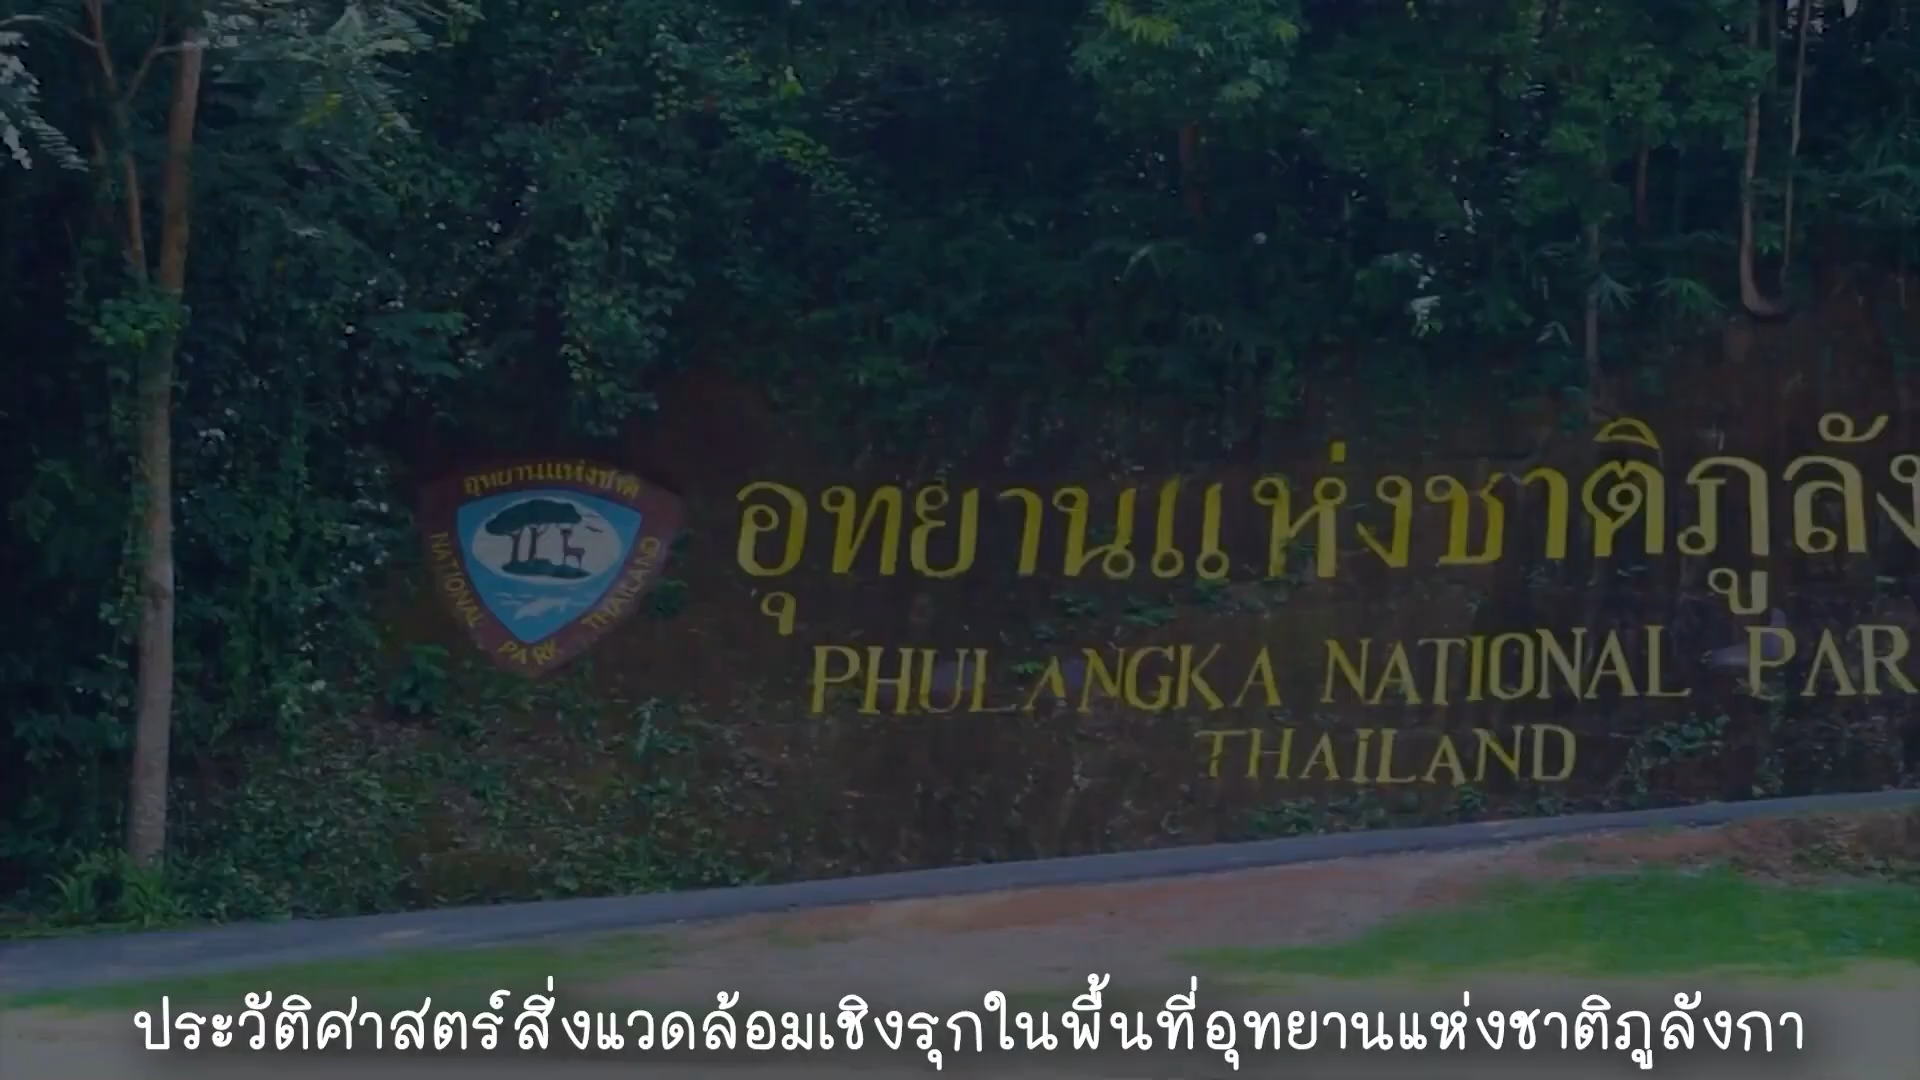 อุทยานแห่งชาติ
NATIONAL PARK THAILAND
อุทยานแห่งชาติภูลัง
PHULANGKA NATIONAL PAR
THAILAND
ประวัติศาสตร์สิ่งแวดล้อมเชิงรุกในพื้นที่อุทยานแห่งชาติภูลังกา